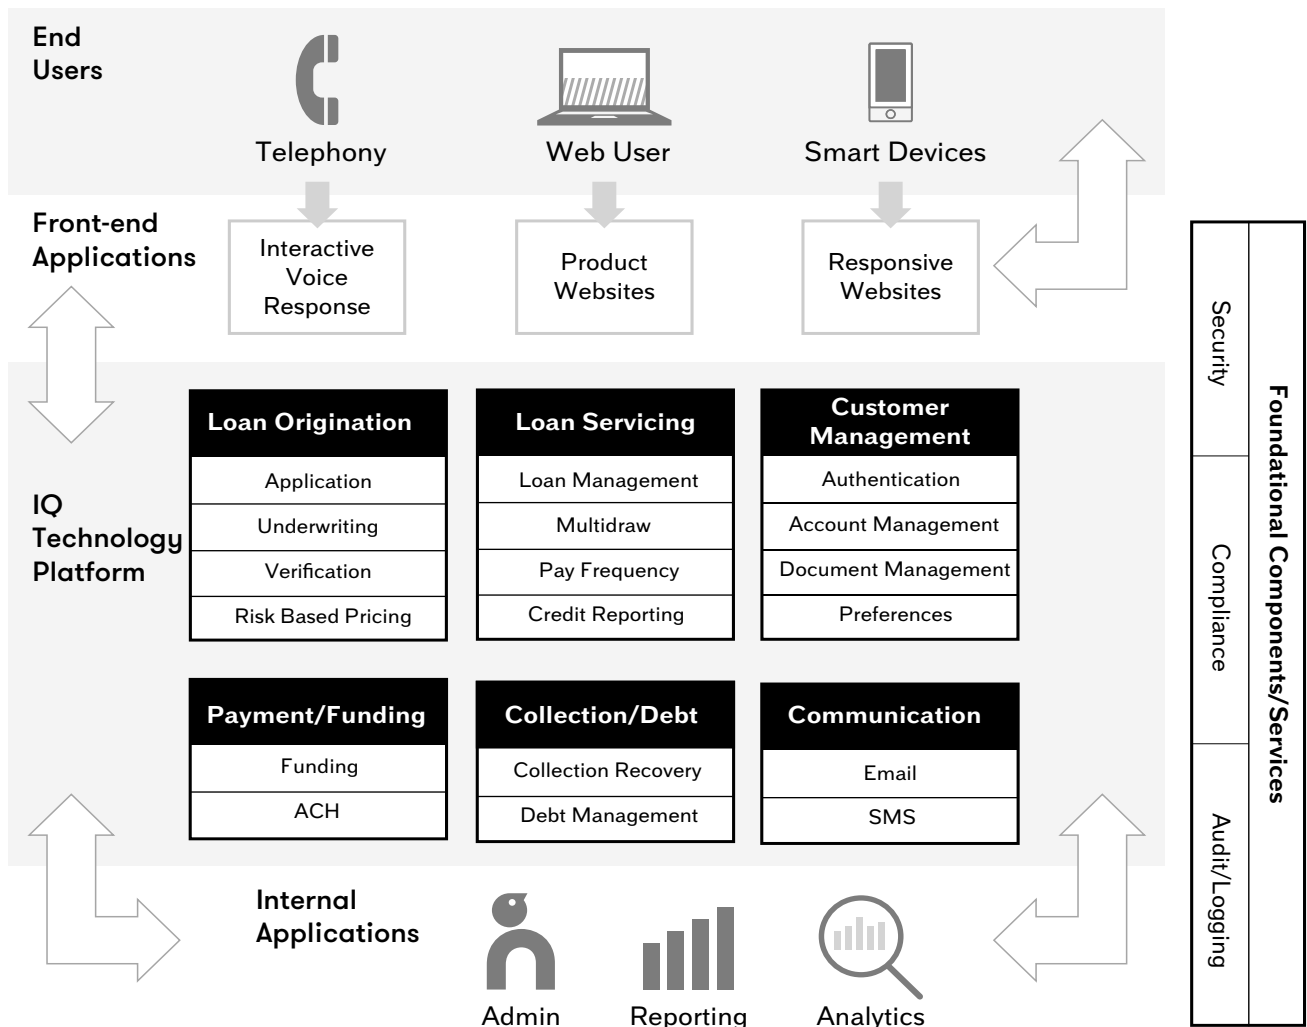 End
Users
Telephony
Web User
Smart Devices
Front-end
Applications
Interactive
Voice
Response
Product
Websites
Responsive
Websites
IQ
Technology
Platform
Loan Origination
Application
Underwriting
Verification
Risk Based Pricing
Loan Servicing
Loan Management
Multidraw
Pay Frequency
Credit Reporting
Customer
Management
Authentication
Account Management
Document Management
Preferences
Payment/Funding
Funding
ACH
Collection/Debt
Collection Recovery
Debt Management
Communication
Email
SMS
Internal
Applications
Admin
Reporting
Analytics
Security
Compliance
Audit/Logging
Foundational Components/Services